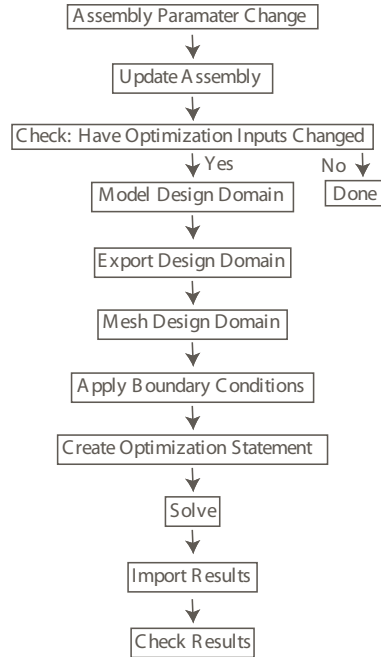 Assembly Paramater Change
Update Assembly
Check: Have Optimization Inputs Changed
Yes
No
Model Design Domain
Done
Export Design Domain
Mesh Design Domain
Apply Boundary Conditions
Create Optimization Statement
Solve
Import Results
Check Results